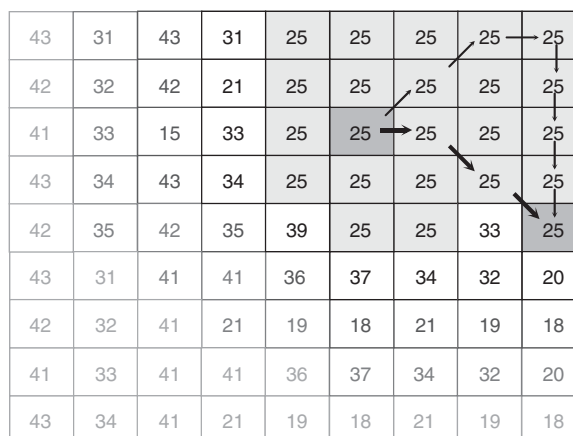 43 31 43 31 25 25 25 25 25
42 32 42 21 25 25 25 25 25
41 33 15 33 25 25 25 25 25
43 34 43 34 25 25 25 25 25
42 35 42 35 39 25 25 33 25
43 31 41 41 36 37 34 32 20
42 32 41 21 19 18 21 19 18
41 33 41 41 36 37 34 32 20
43 34 41 21 19 18 21 19 18